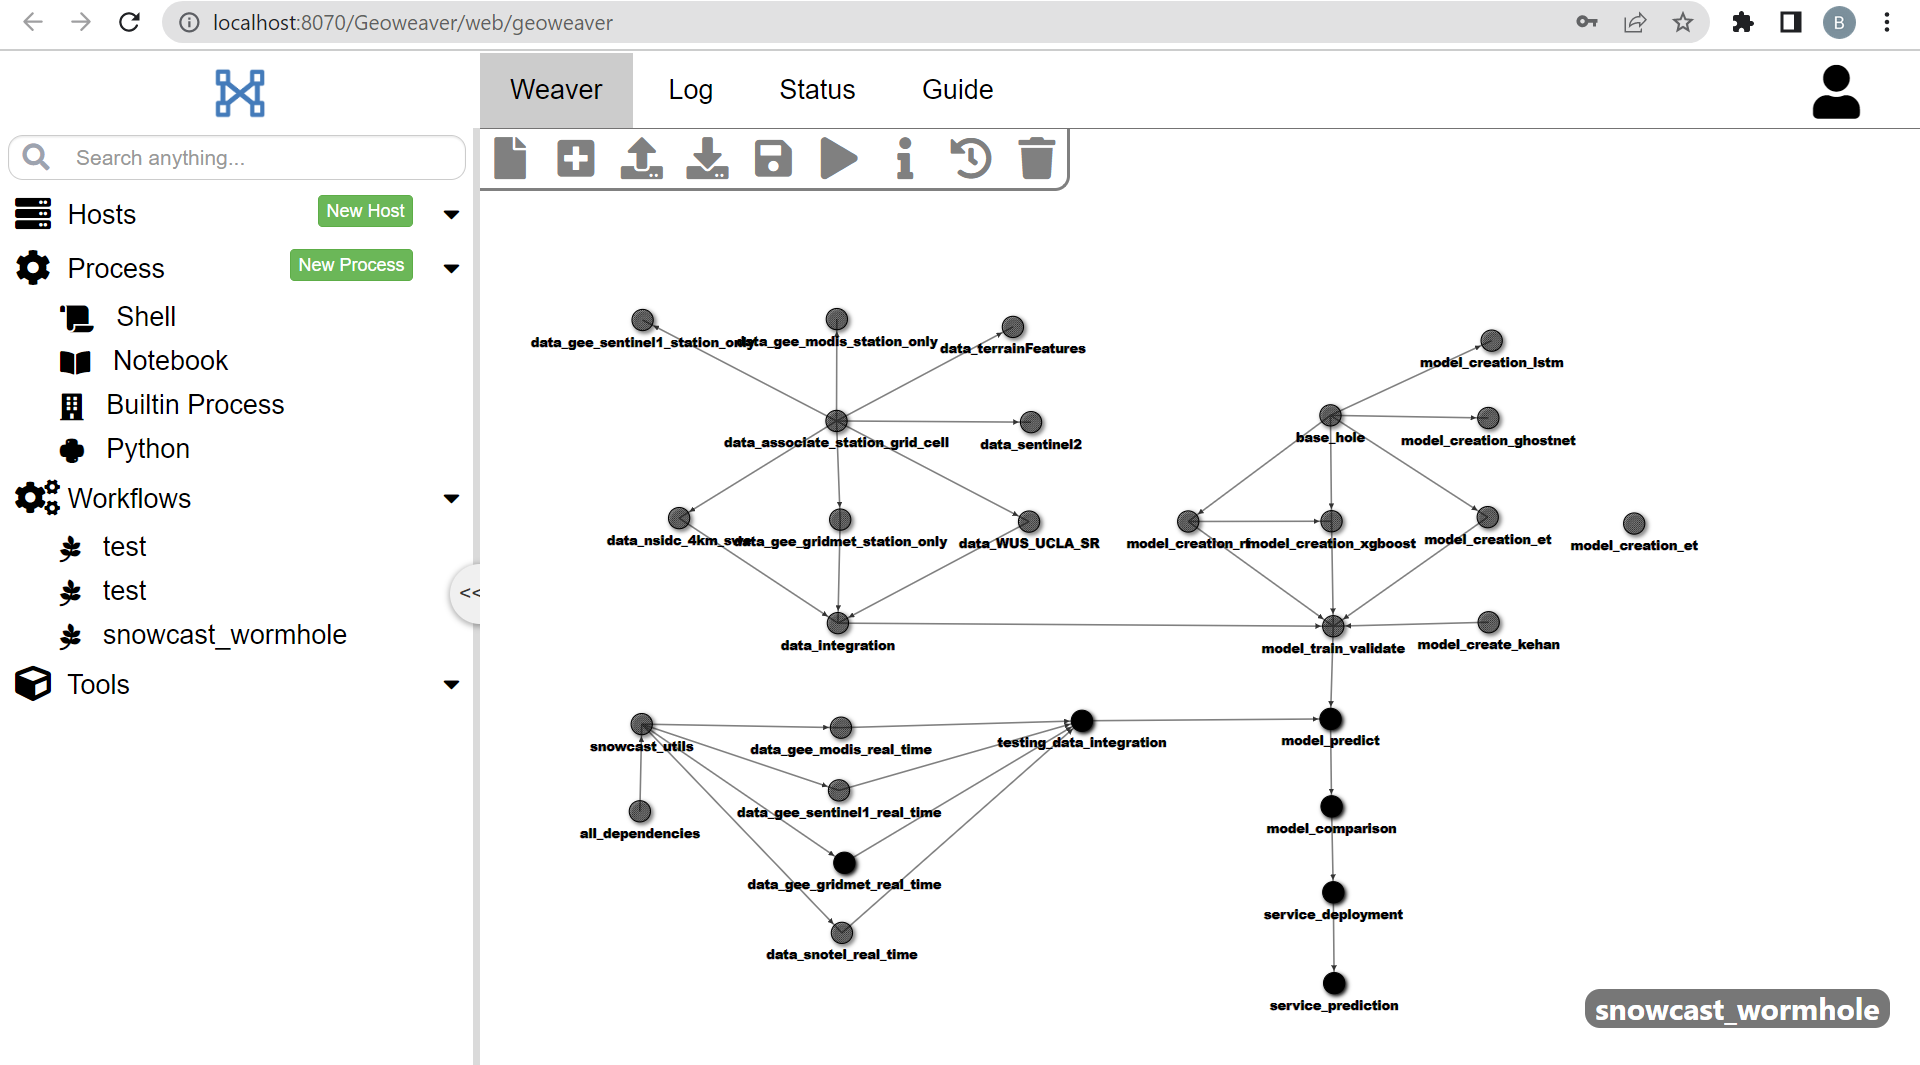 localhost:8070/Geoweaver/web/geoweaver
B
Weaver
Log
Status
Guide
Search anything...
Hosts
New Host
Process
New Process
Shell
Notebook
Builtin Process
Python
Workflows
test
test
snowcast_wormhole
Tools
<<
data_gee_sentinel1_station_only
data_gee_modis_station_only
data_terrainFeatures
model_creation_lstm
data_associate_station_grid_cell
data_sentinel2
base_hole
model_creation_ghostnet
data_nsidc_4km_swe
data_gee_gridmet_station_only
data_WUS_UCLA_SR
model_creation_rf
model_creation_xgboost
model_creation_et
model_creation_et
data_integration
model_train_validate
model_create_kehan
snowcast_utils
data_gee_modis_real_time
testing_data_integration
model_predict
data_gee_sentinel1_real_time
all_dependencies
model_comparison
data_gee_gridmet_real_time
service_deployment
data_snotel_real_time
service_prediction
snowcast_wormhole